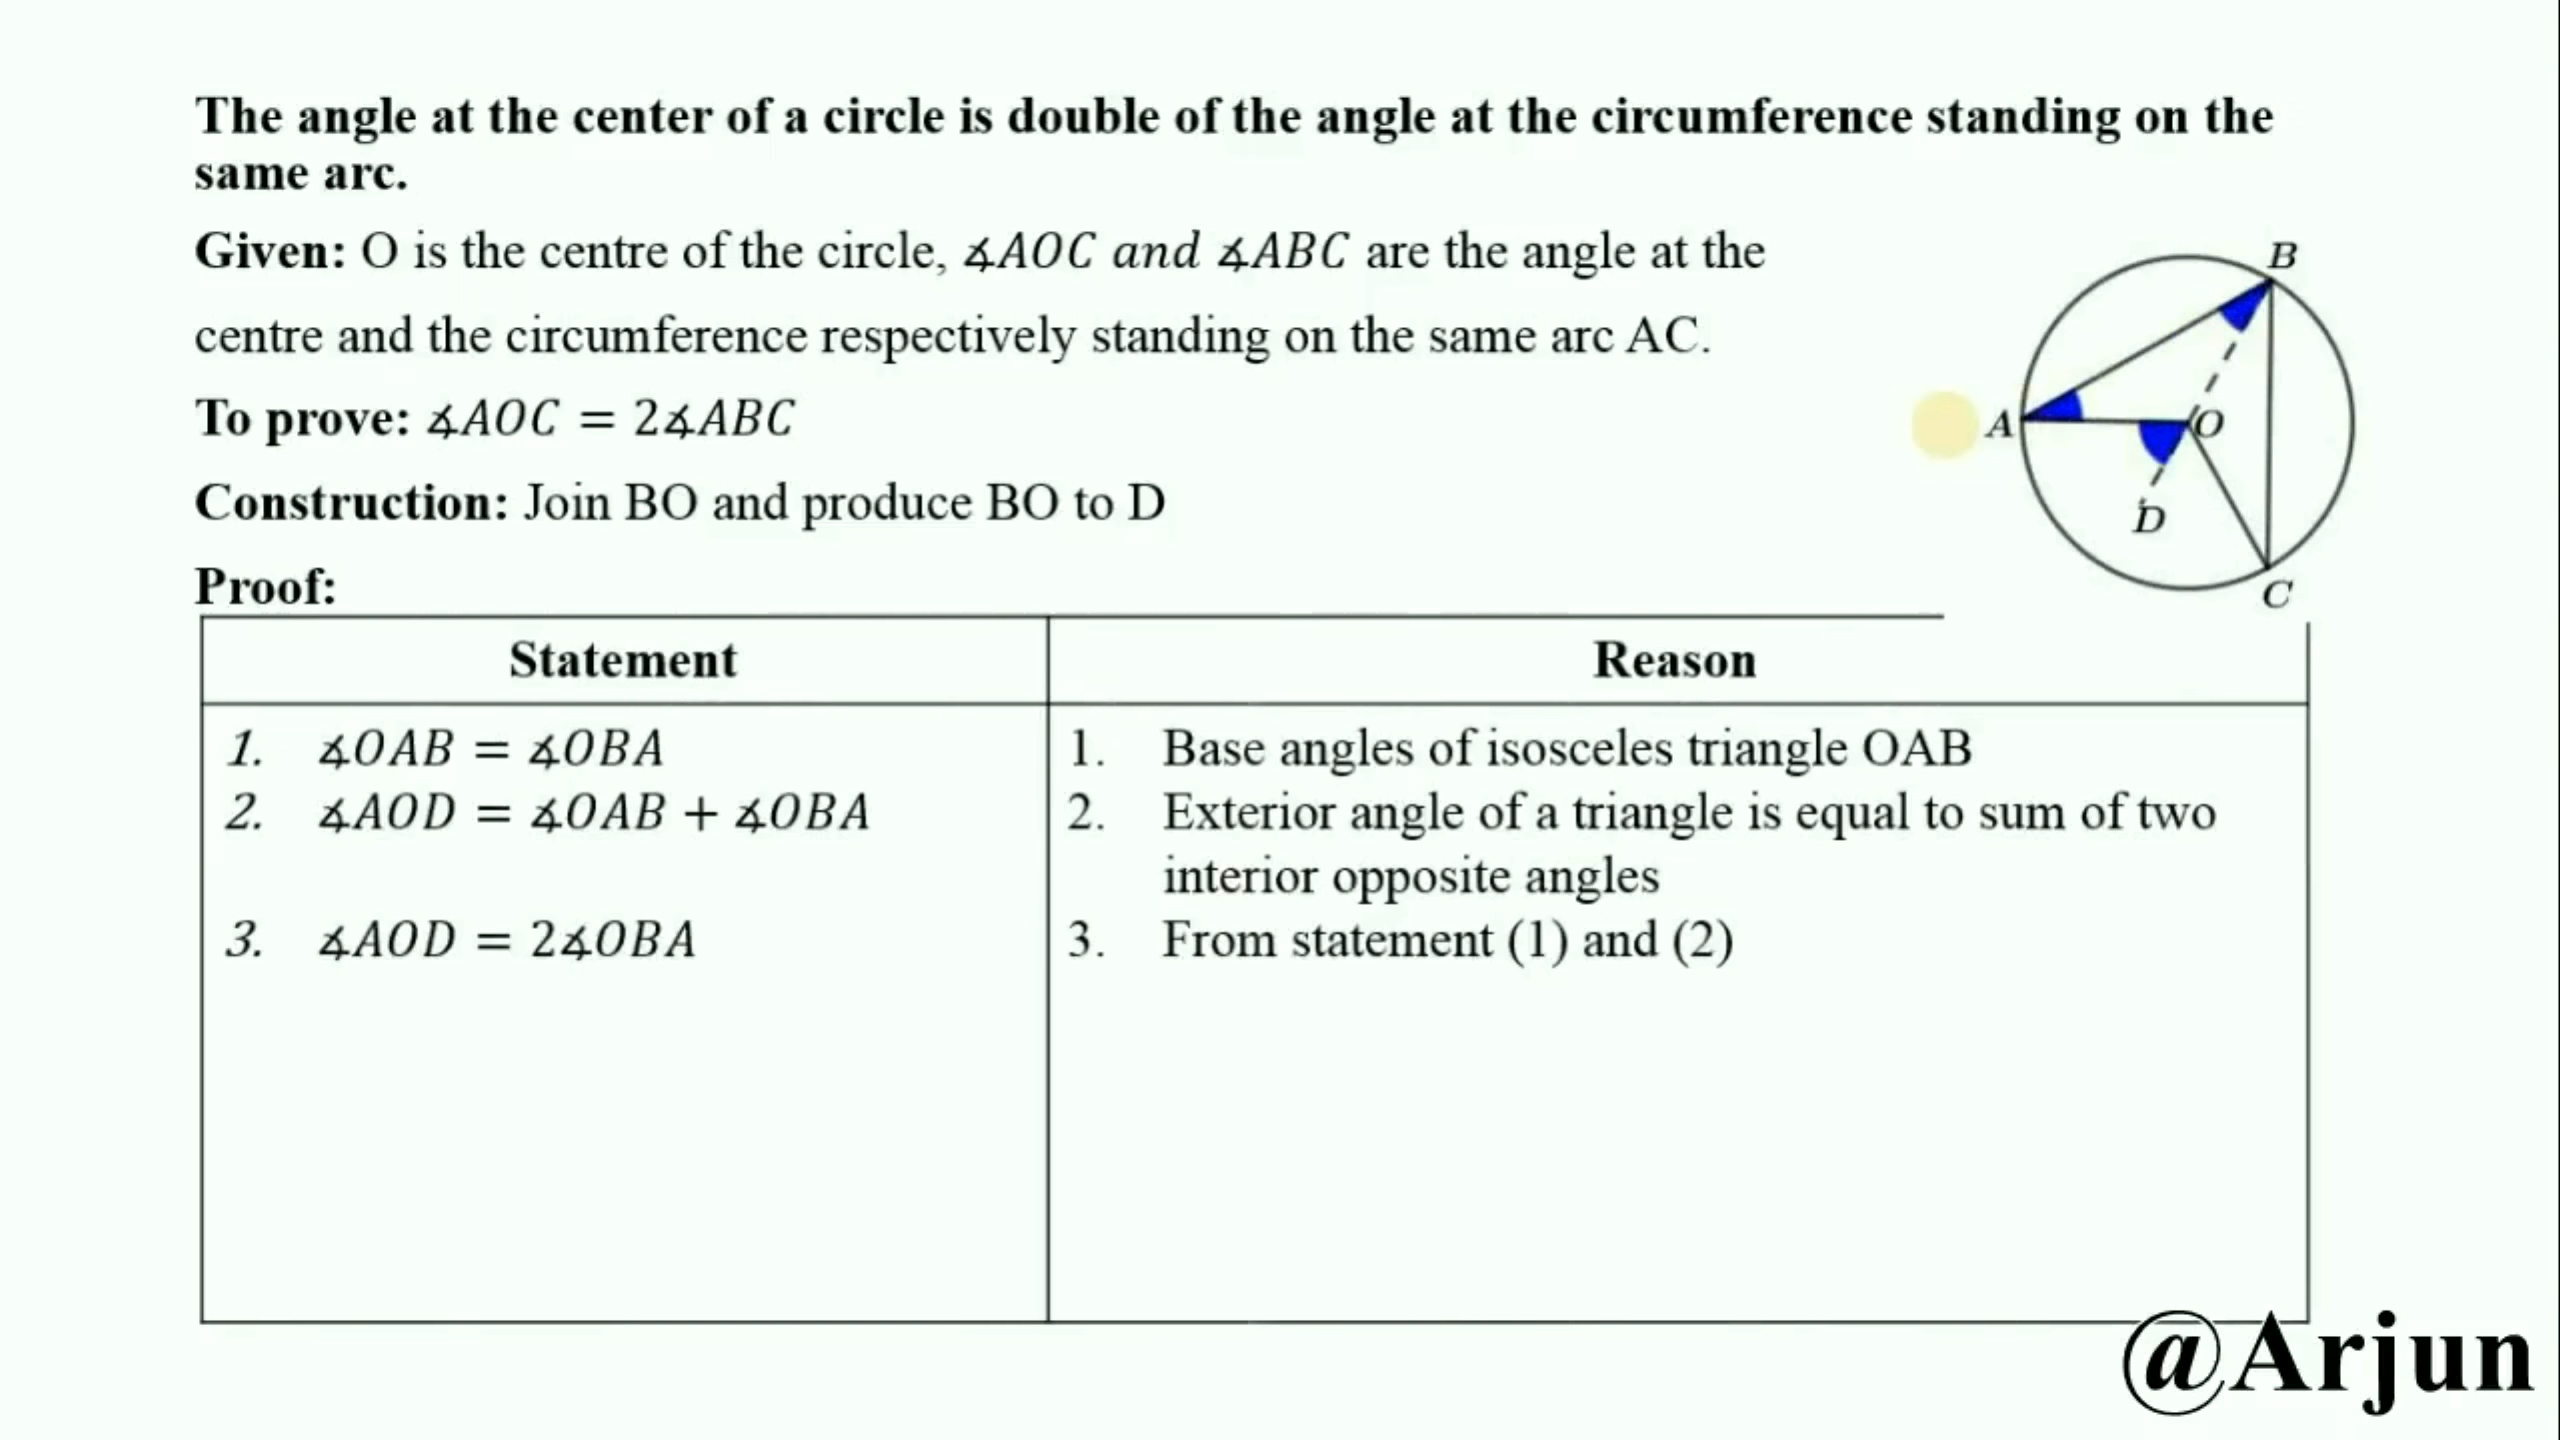 The angle at the center of a circle is double of the angle at the circumference standing on the
same arc.
Given: O is the centre of the circle, ∡AOC and ∡ABC are the angle at the
centre and the circumference respectively standing on the same arc AC.
To prove: ∡AOC = 2∡ABC
Construction: Join BO and produce BO to D
Proof:
B
A
O
D
C
Statement
Reason
1. ∡OAB = ∡OBA
1. Base angles of isosceles triangle OAB
2. ∡AOD = ∡OAB + ∡OBA
2. Exterior angle of a triangle is equal to sum of two
interior opposite angles
3. ∡AOD = 2∡OBA
3. From statement (1) and (2)
@Arjun